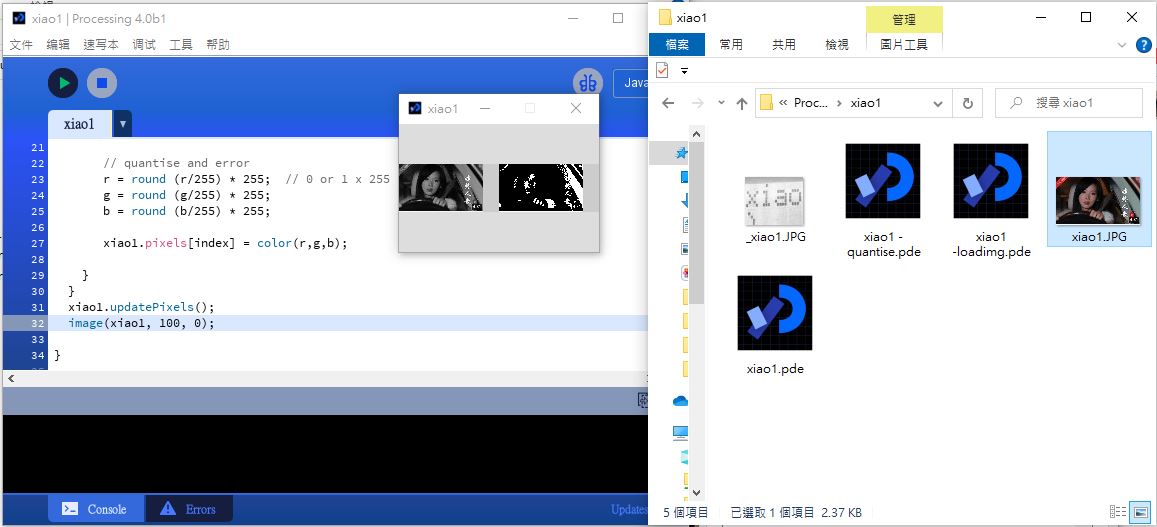 xiao1 | Processing 4.0b1
文件 编辑 速写本 调试 工具 帮助
Java
xiao1
21
22 // quantise and error
23 r = round (r/255) * 255; // 0 or 1 x 255
24 g = round (g/255) * 255;
25 b = round (b/255) * 255;
26
27 xiao1.pixels[index] = color(r,g,b);
28
29 }
30 }
31 xiao1.updatePixels();
32 image(xiao1, 100, 0);
33
34 }
Console Errors Updates
xiao1
xiao1
管理
檔案 常用 共用 檢視 圖片工具
« Proc... xiao1 搜尋 xiao1
xiao
_xiao1.JPG
xiao1 -
quantise.pde
xiao1
-loadimg.pde
xiao1.JPG
xiao1.pde
5 個項目 已選取 1 個項目 2.37 KB